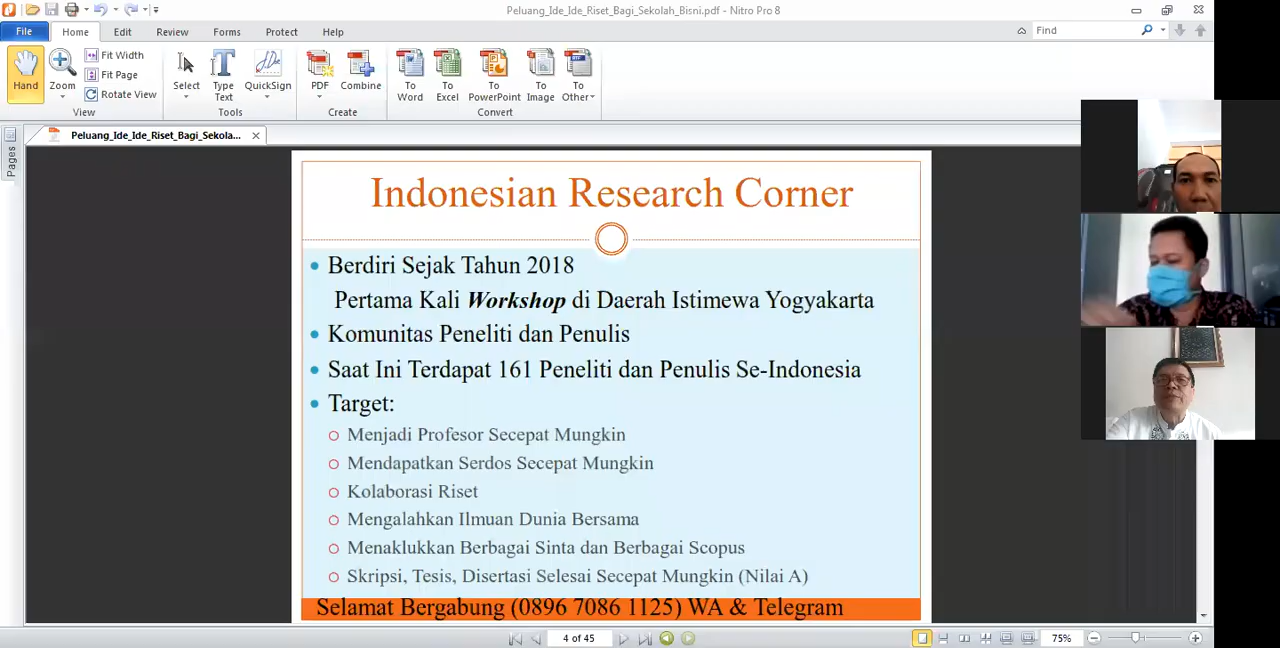 Peluang_Ide_Ide_Riset_Bagi_Sekolah_Bisni.pdf - Nitro Pro 8
File Home Edit Review Forms Protect Help
Find
Hand
Zoom
Fit Width
Fit Page
Rotate View
View
Select
Type Text
QuickSign
Tools
PDF
Combine
Create
To Word
To Excel
To PowerPoint
To Image
To Other
Convert
Peluang_Ide_Ide_Riset_Bagi_Sekola...
Pages
Indonesian Research Corner
Berdiri Sejak Tahun 2018
Pertama Kali Workshop di Daerah Istimewa Yogyakarta
Komunitas Peneliti dan Penulis
Saat Ini Terdapat 161 Peneliti dan Penulis Se-Indonesia
Target:
Menjadi Profesor Secepat Mungkin
Mendapatkan Serdos Secepat Mungkin
Kolaborasi Riset
Mengalahkan Ilmuan Dunia Bersama
Menaklukkan Berbagai Sinta dan Berbagai Scopus
Skripsi, Tesis, Disertasi Selesai Secepat Mungkin (Nilai A)
Selamat Bergabung (0896 7086 1125) WA & Telegram
4 of 45
75%